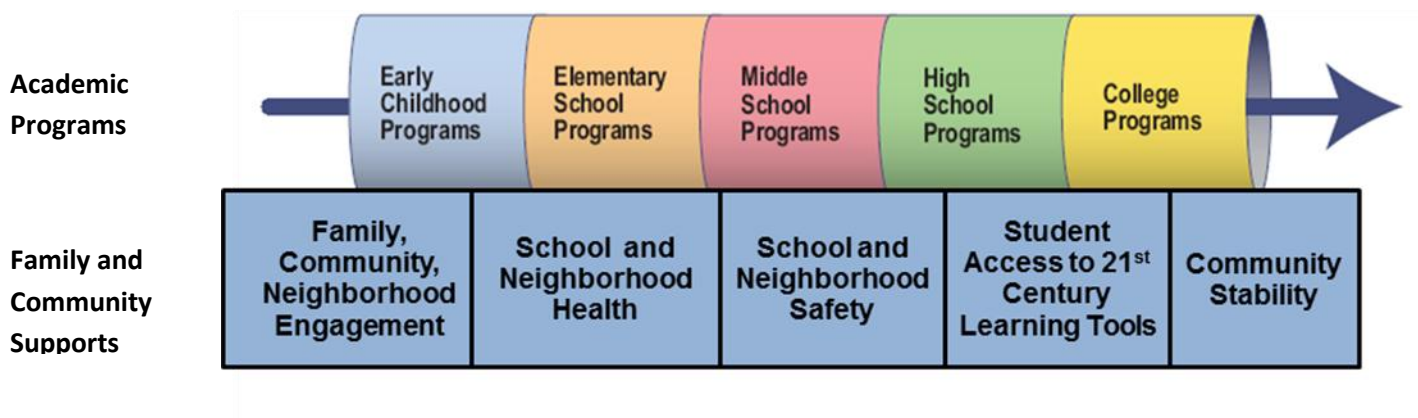 Academic
Programs
Early
Childhood
Programs
Elementary
School
Programs
Middle
School
Programs
High
School
Programs
College
Programs
Family and
Community
Supports
Family,
Community,
Neighborhood
Engagement
School and
Neighborhood
Health
School and
Neighborhood
Safety
Student
Access to 21st
Century
Learning Tools
Community
Stability